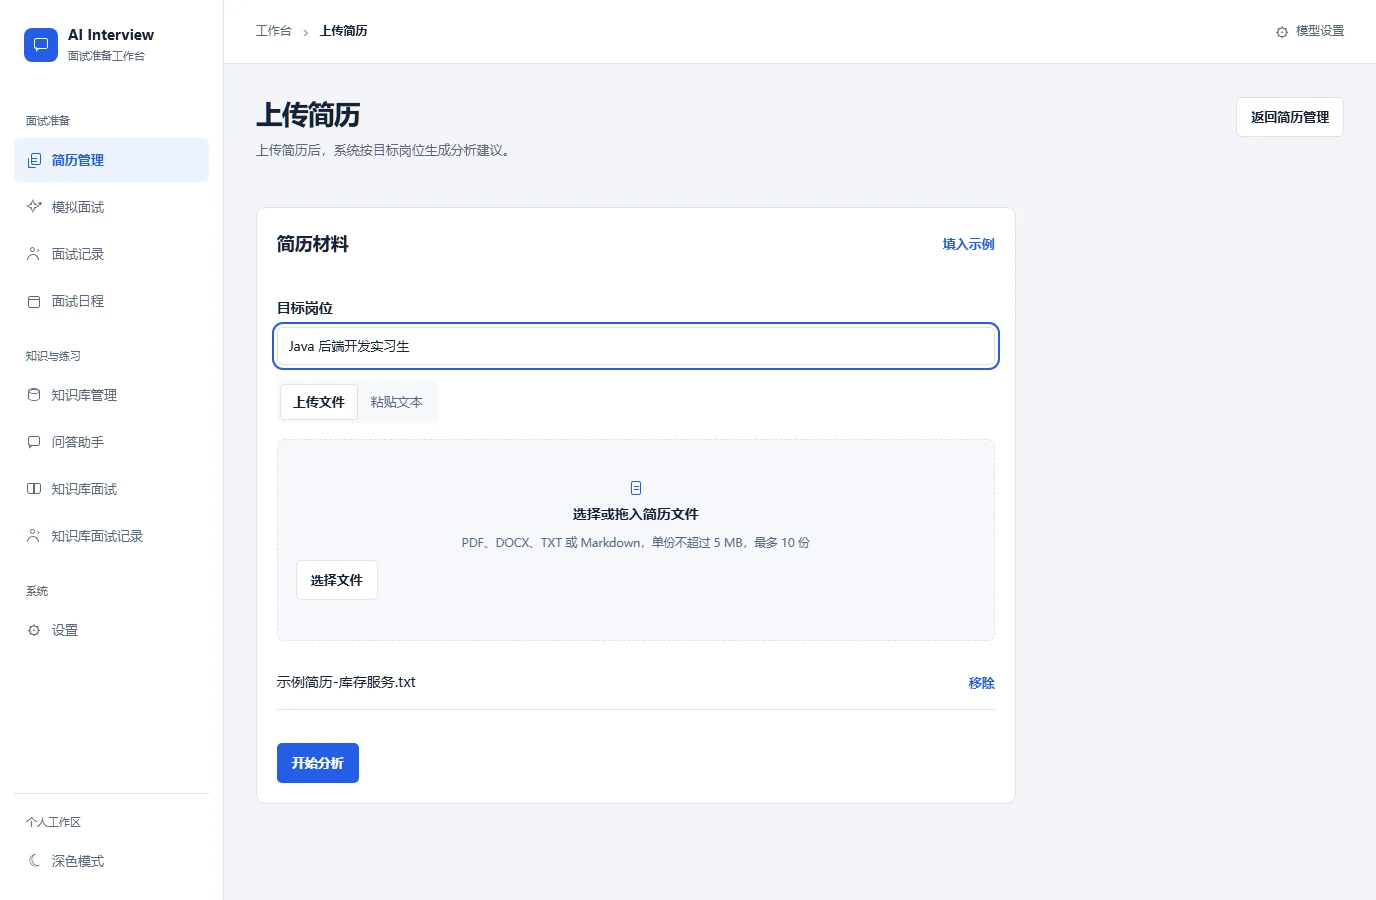 AI Interview
面试准备工作台
面试准备
简历管理
模拟面试
面试记录
面试日程
知识与练习
知识库管理
问答助手
知识库面试
知识库面试记录
系统
设置
个人工作区
深色模式
工作台 › 上传简历
模型设置
上传简历
返回简历管理
上传简历后，系统按目标岗位生成分析建议。
简历材料
填入示例
目标岗位
Java 后端开发实习生
上传文件 粘贴文本
选择或拖入简历文件
PDF、DOCX、TXT 或 Markdown，单份不超过 5 MB，最多 10 份
选择文件
示例简历-库存服务.txt
移除
开始分析